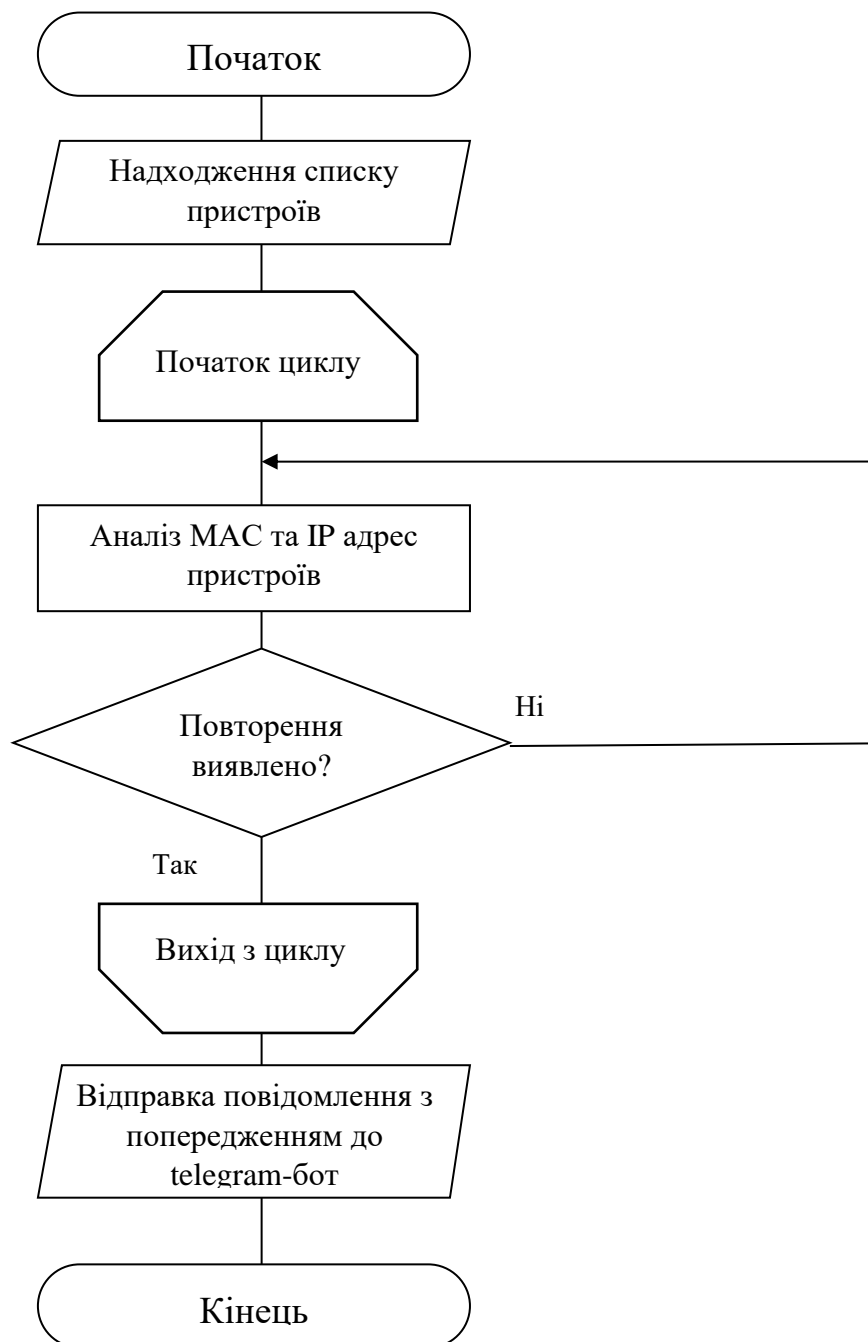 Початок
Надходження списку
пристроїв
Початок циклу
Аналіз MAC та IP адрес
пристроїв
Повторення
виявлено?
Ні
Так
Вихід з циклу
Відправка повідомлення з
попередженням до
telegram-бот
Кінець